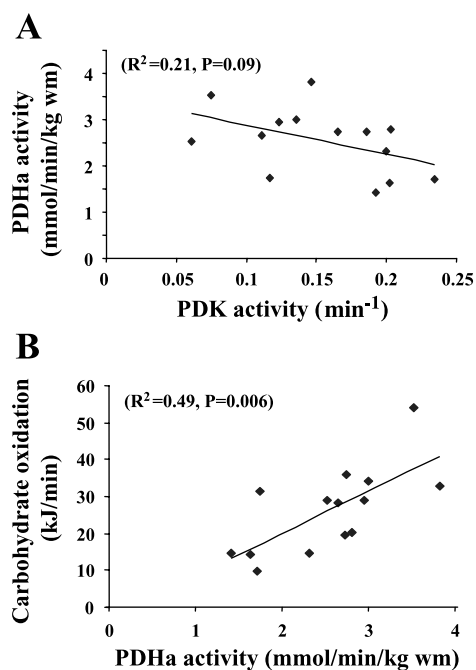 A
(R²=0.21, P=0.09)
PDHa activity
(mmol/min/kg wm)
4
3
2
1
0
0 0.05 0.1 0.15 0.2 0.25
PDK activity (min⁻¹)
B
(R²=0.49, P=0.006)
Carbohydrate oxidation
(kJ/min)
60
50
40
30
20
10
0
0 1 2 3 4
PDHa activity (mmol/min/kg wm)